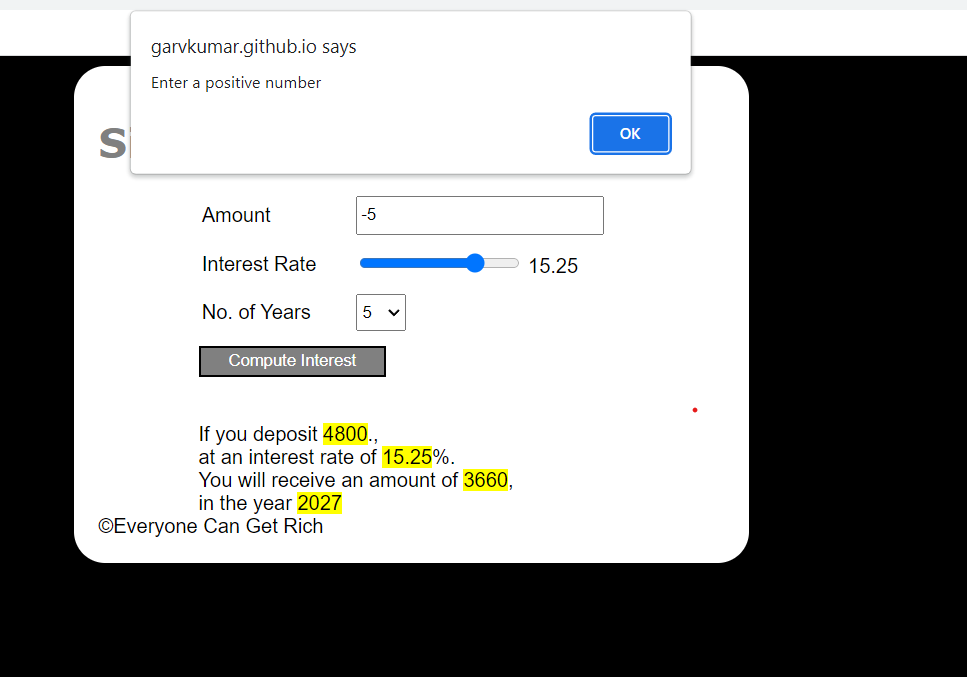 garvkumar.github.io says
Enter a positive number
OK
Si
Amount -5
Interest Rate 15.25
No. of Years 5
Compute Interest
If you deposit 4800.,
at an interest rate of 15.25%.
You will receive an amount of 3660,
in the year 2027
©Everyone Can Get Rich